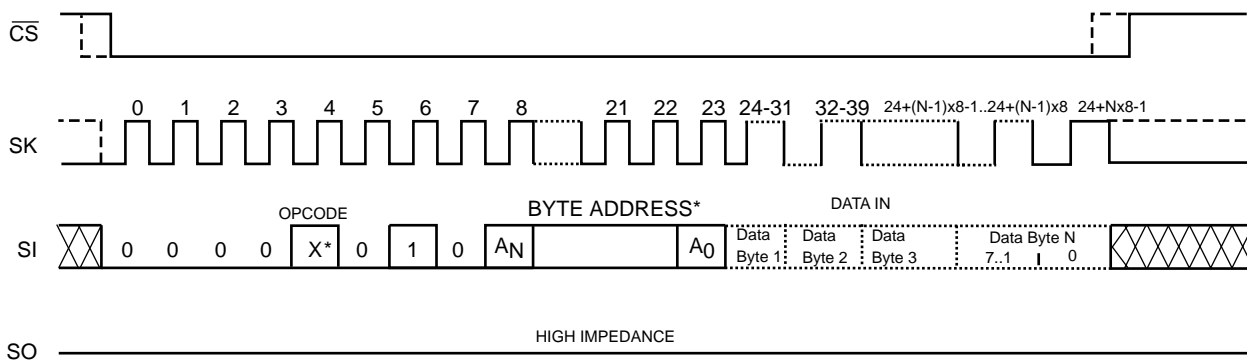 CS
0 1 2 3 4 5 6 7 8 21 22 23 24-31 32-39 24+(N-1)x8-1..24+(N-1)x8 24+Nx8-1
SK
OPCODE BYTE ADDRESS* DATA IN
SI 0 0 0 0 X* 0 1 0 AN A0 Data Byte 1 Data Byte 2 Data Byte 3 Data Byte N 7..1 0
HIGH IMPEDANCE
SO